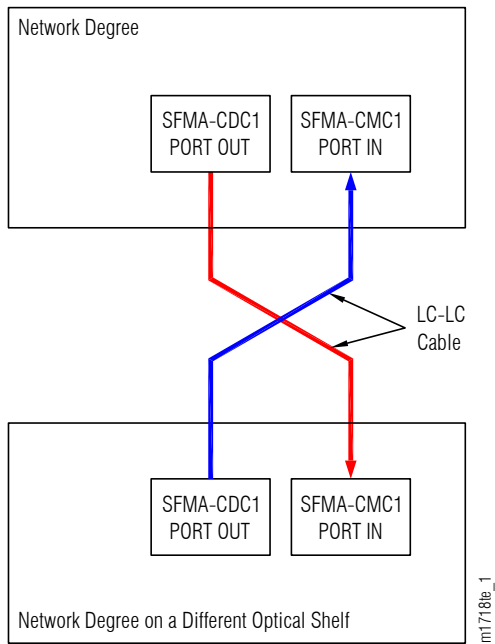 Network Degree
SFMA-CDC1
PORT OUT
SFMA-CMC1
PORT IN
LC-LC
Cable
SFMA-CDC1
PORT OUT
SFMA-CMC1
PORT IN
Network Degree on a Different Optical Shelf
m1718te_1